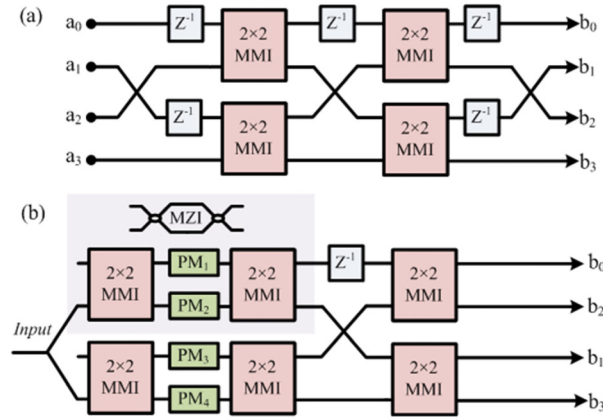 (a)
a₀ Z⁻¹ 2×2 MMI Z⁻¹ 2×2 MMI Z⁻¹ b₀
a₁ b₁
a₂ Z⁻¹ 2×2 MMI 2×2 MMI Z⁻¹ b₂
a₃ b₃
(b)
MZI
2×2 MMI PM₁ 2×2 MMI Z⁻¹ 2×2 MMI b₀
PM₂ b₂
Input
2×2 MMI PM₃ 2×2 MMI 2×2 MMI b₁
PM₄ b₃